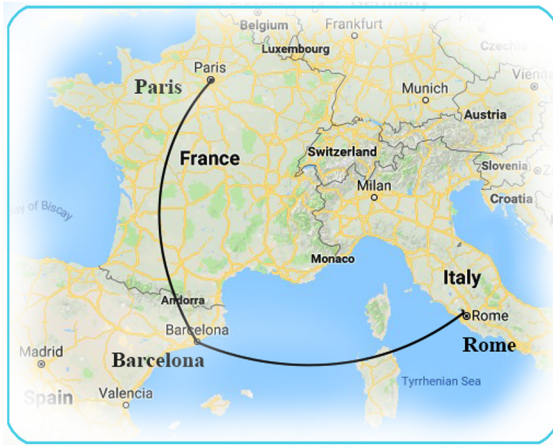 Belgium
Frankfurt
Luxembourg
Czechia
Paris
Paris
Munich
Vienna
Austria
France
Switzerland
Slovenia
Milan
Croatia
ay of Biscay
Monaco
Italy
Andorra
Barcelona
Rome
Rome
Madrid
Barcelona
Tyrrhenian Sea
Valencia
Spain